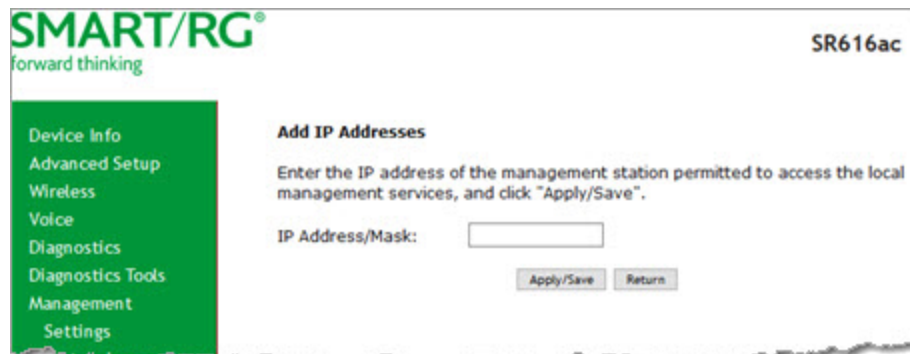 SMART/RG®
forward thinking
SR616ac
Device Info
Advanced Setup
Wireless
Voice
Diagnostics
Diagnostics Tools
Management
Settings
Add IP Addresses
Enter the IP address of the management station permitted to access the local
management services, and click "Apply/Save".
IP Address/Mask:
Apply/Save Return